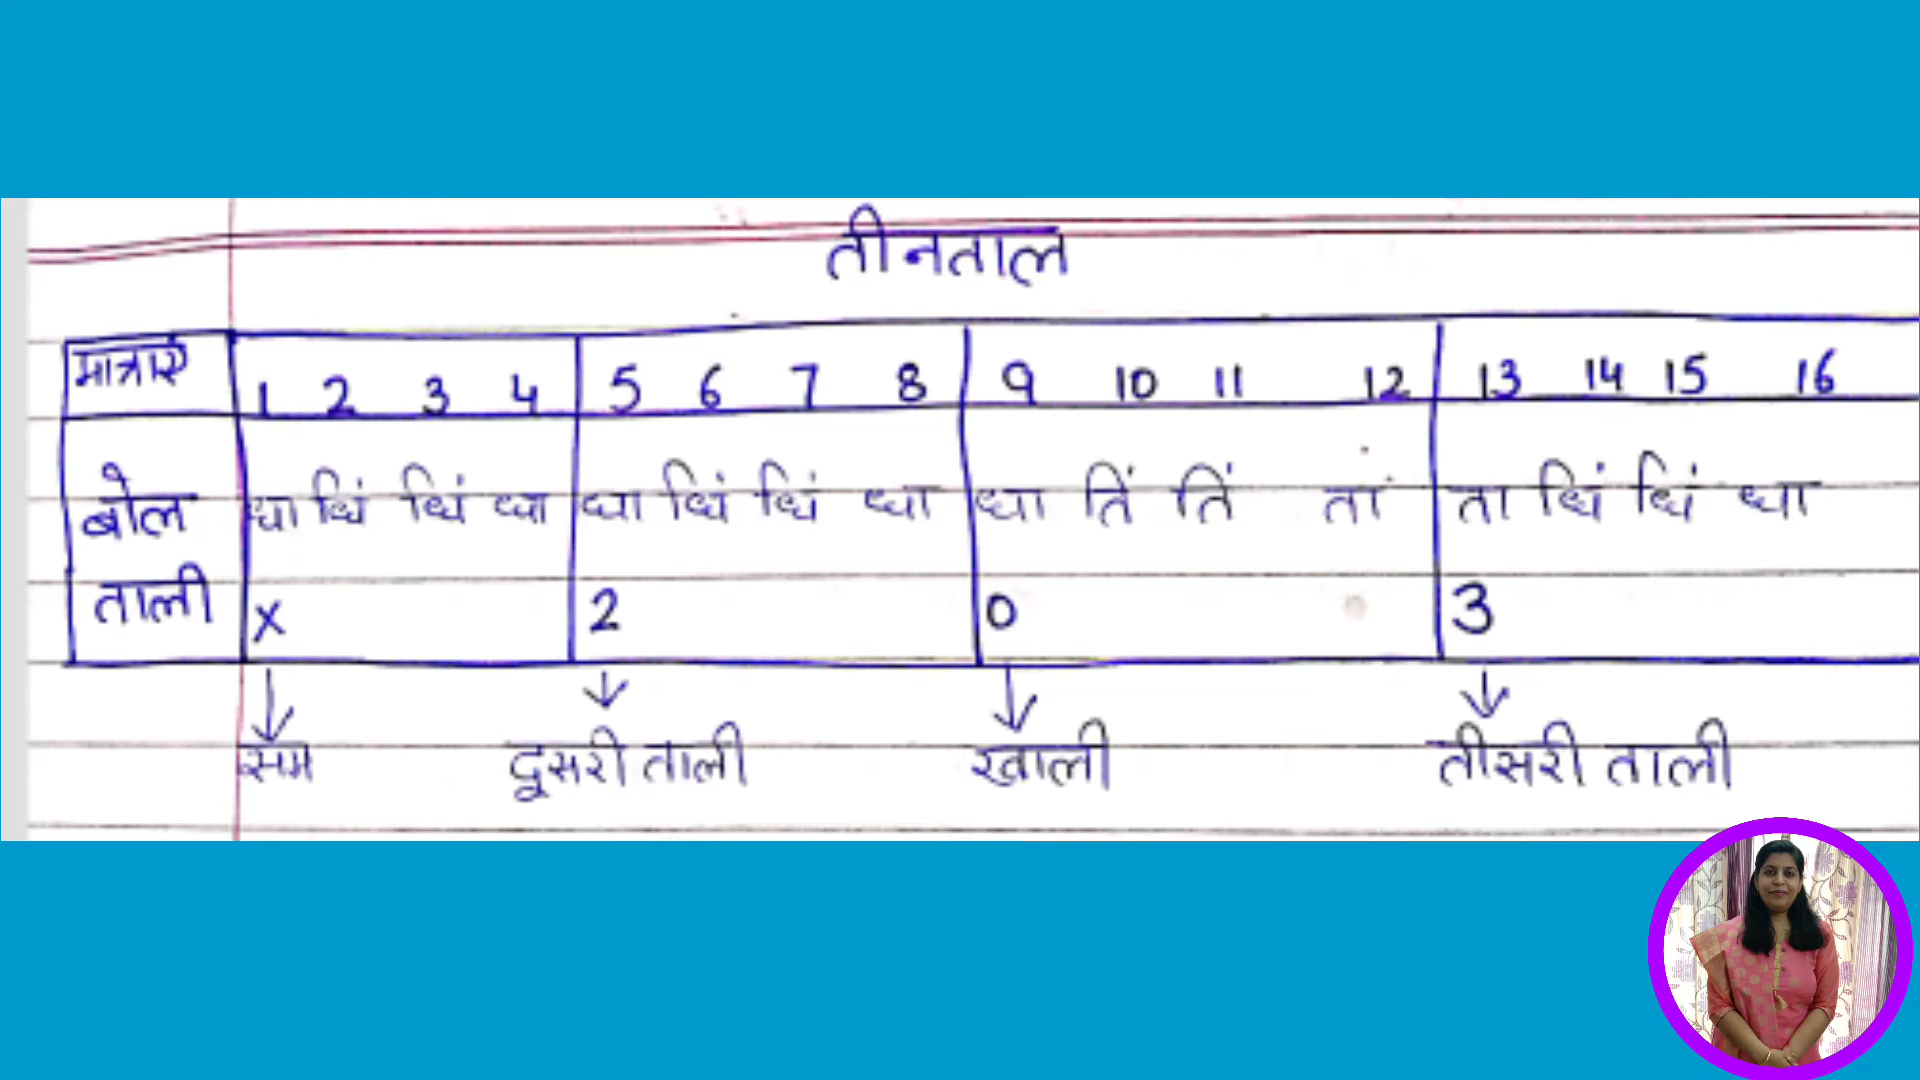 तीनताल
मात्राएं 1 2 3 4 5 6 7 8 9 10 11 12 13 14 15 16
बोल धा धिं धिं धा धा धिं धिं धा धा तिं तिं तां ता धिं धिं धा
ताली X 2 0 3
सम दूसरी ताली खाली तीसरी ताली